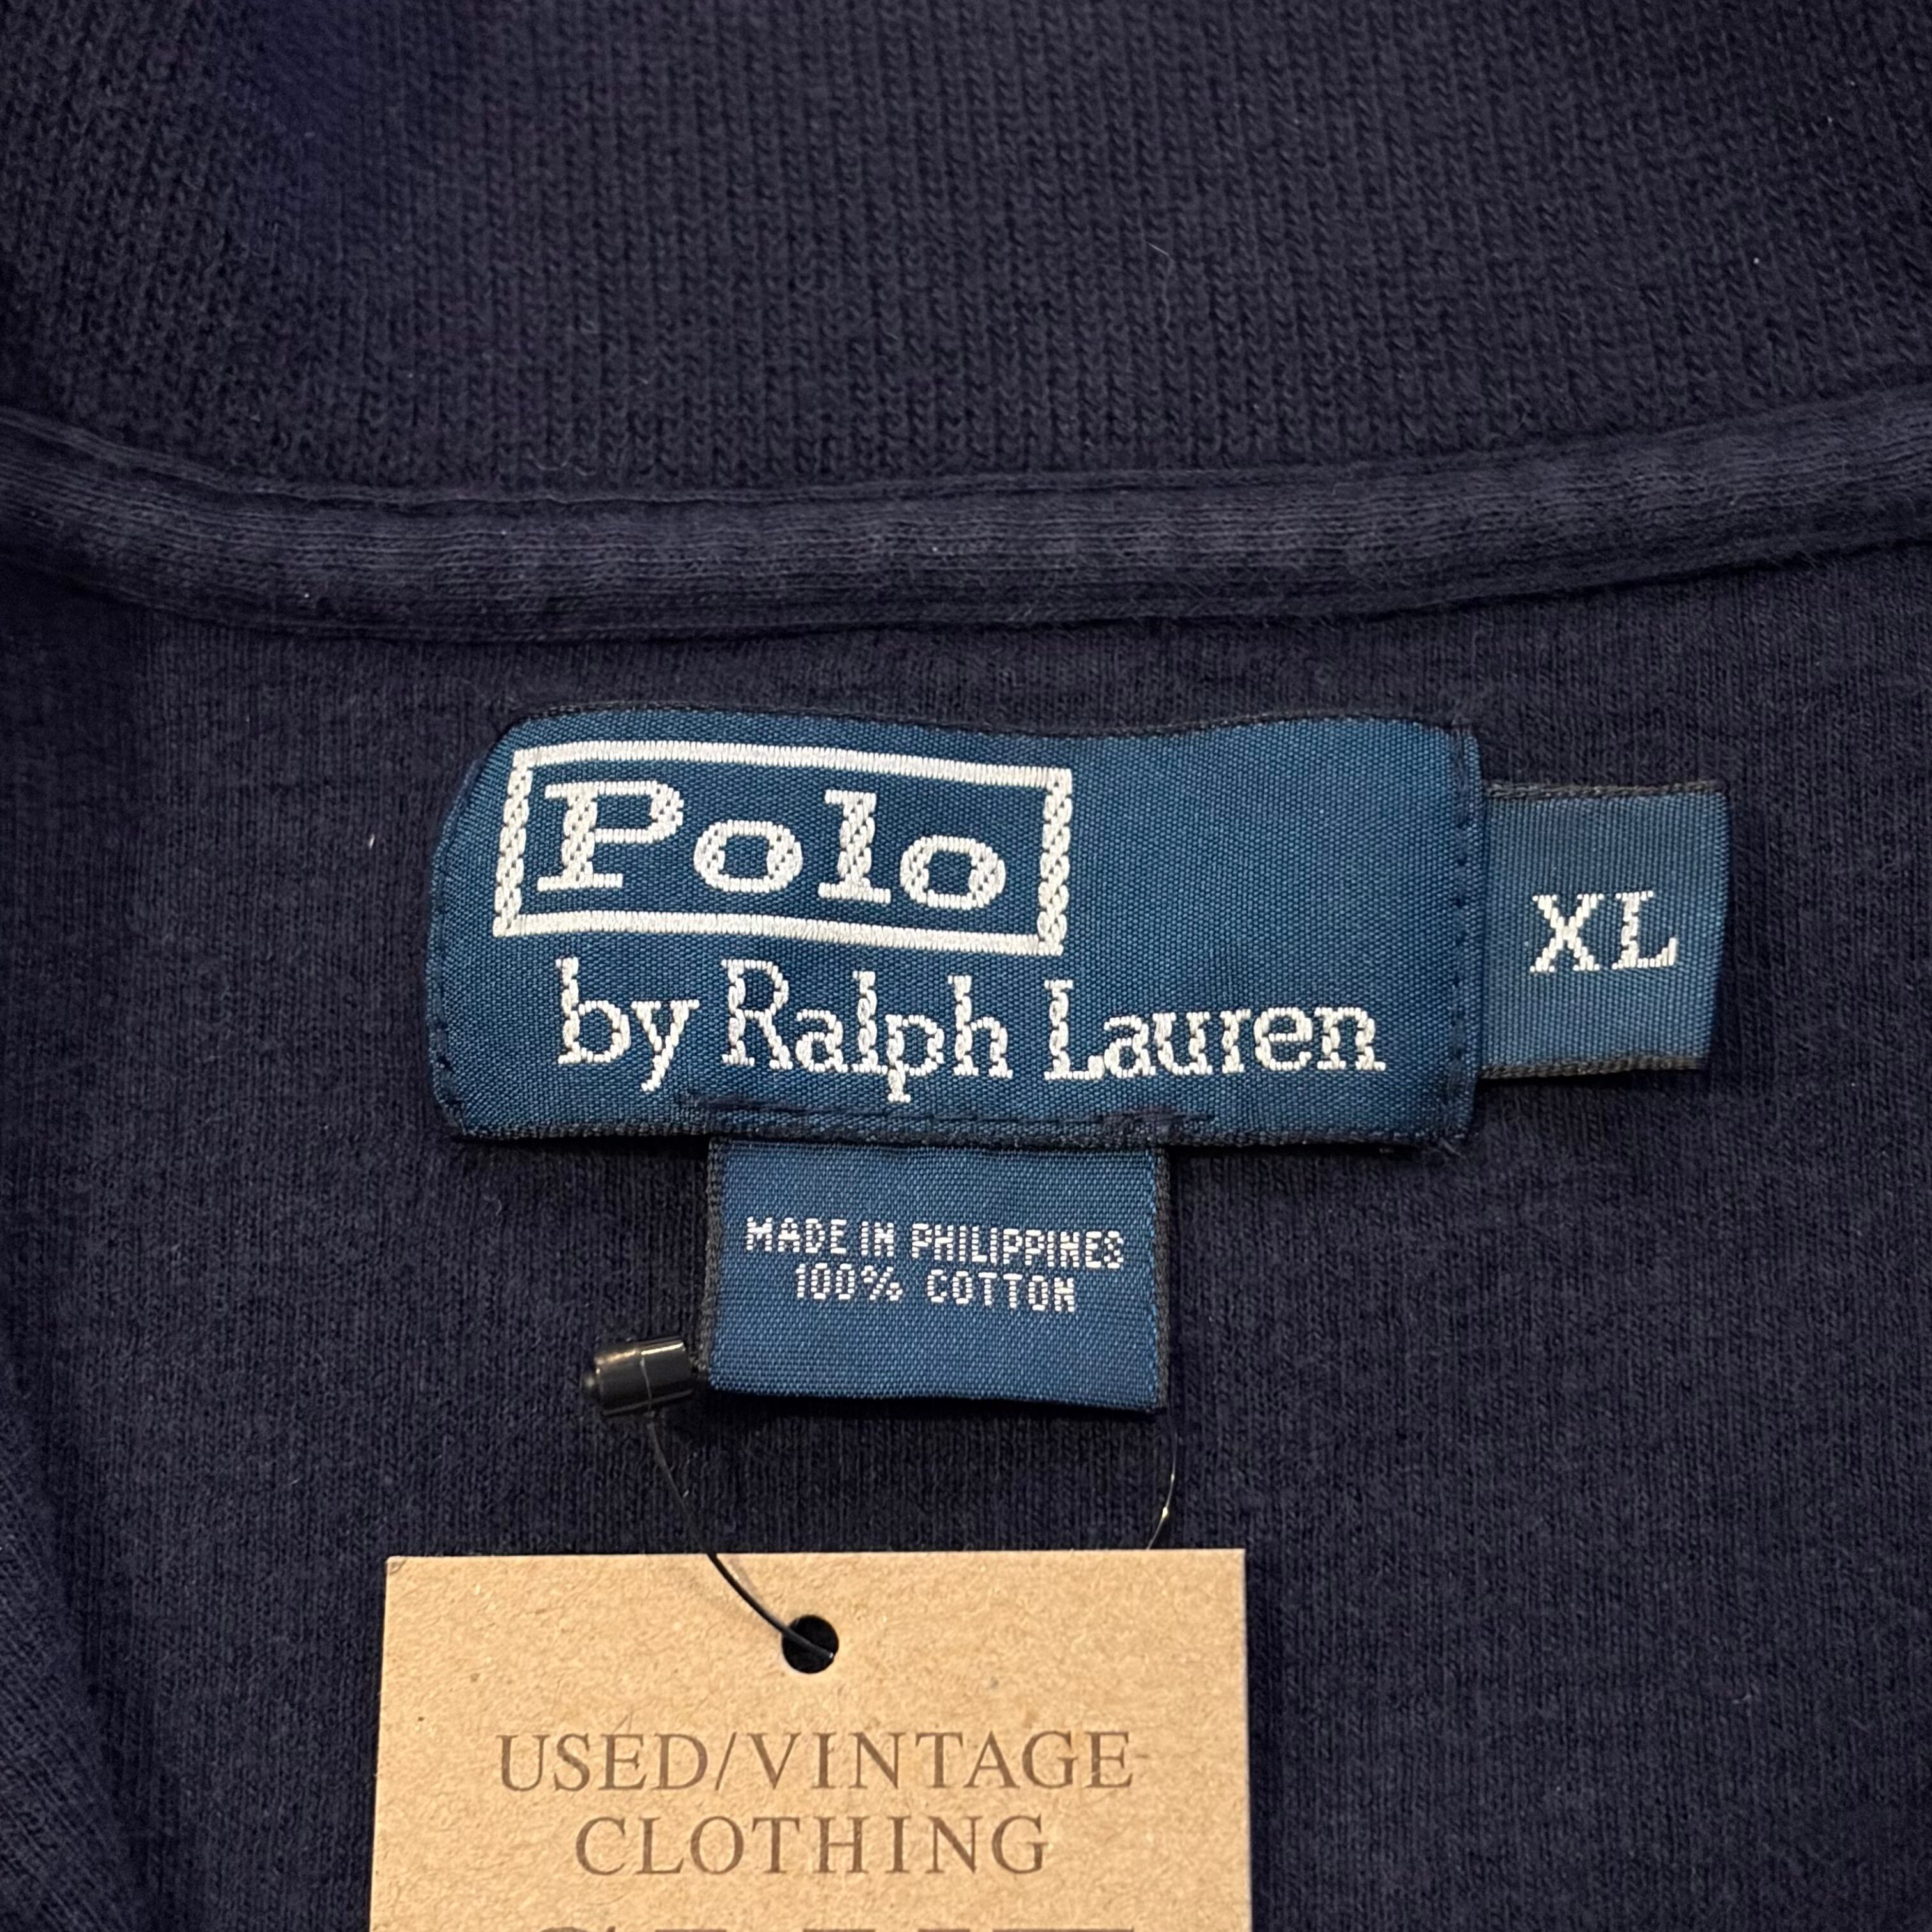 Polo
by Ralph Lauren
XL
MADE IN PHILIPPINES
100% COTTON
USED/VINTAGE
CLOTHING